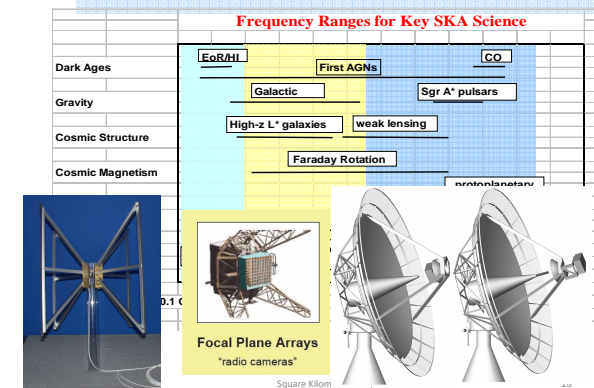 Frequency Ranges for Key SKA Science
EoR/HI
CO
Dark Ages
First AGNs
Galactic
Sgr A* pulsars
Gravity
High-z L* galaxies
weak lensing
Cosmic Structure
Faraday Rotation
Cosmic Magnetism
protoplanetary
0.1
Focal Plane Arrays
"radio cameras"
Square Kilom